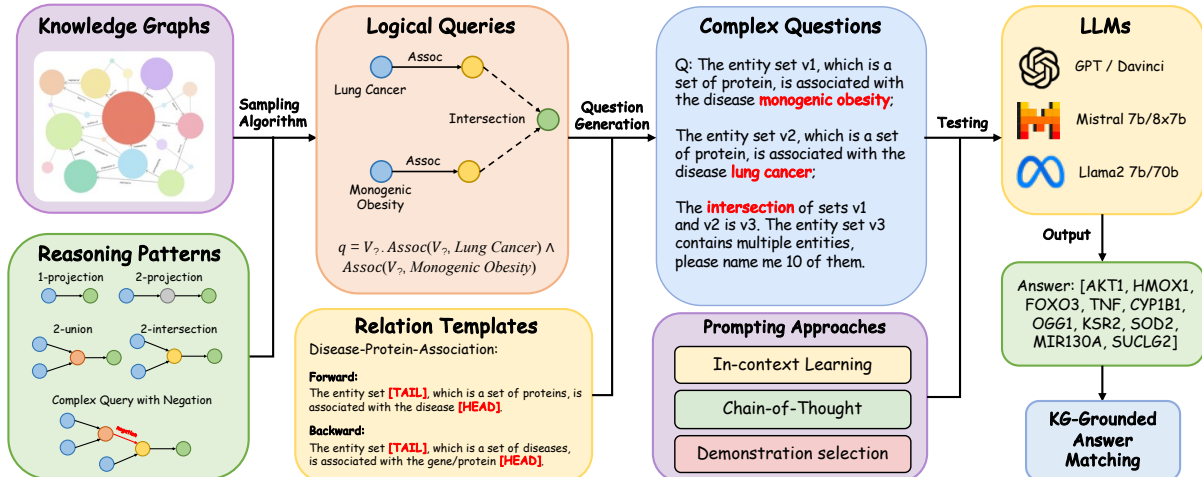 Knowledge Graphs
Sampling
Algorithm
Reasoning Patterns
1-projection
2-projection
2-union
2-intersection
Complex Query with Negation
Negation
Logical Queries
Assoc
Lung Cancer
Intersection
Assoc
Monogenic
Obesity
q = V?. Assoc(V?, Lung Cancer) ∧
Assoc(V?, Monogenic Obesity)
Question
Generation
Relation Templates
Disease-Protein-Association:
Forward:
The entity set [TAIL], which is a set of proteins, is
associated with the disease [HEAD].
Backward:
The entity set [TAIL], which is a set of diseases,
is associated with the gene/protein [HEAD].
Complex Questions
Q: The entity set v1, which is a
set of protein, is associated with
the disease monogenic obesity;
The entity set v2, which is a set
of protein, is associated with the
disease lung cancer;
The intersection of sets v1
and v2 is v3. The entity set v3
contains multiple entities,
please name me 10 of them.
Testing
Prompting Approaches
In-context Learning
Chain-of-Thought
Demonstration selection
LLMs
GPT / Davinci
Mistral 7b/8x7b
Llama2 7b/70b
Output
Answer: [AKT1, HMOX1,
FOXO3, TNF, CYP1B1,
OGG1, KSR2, SOD2,
MIR130A, SUCLG2]
KG-Grounded
Answer
Matching